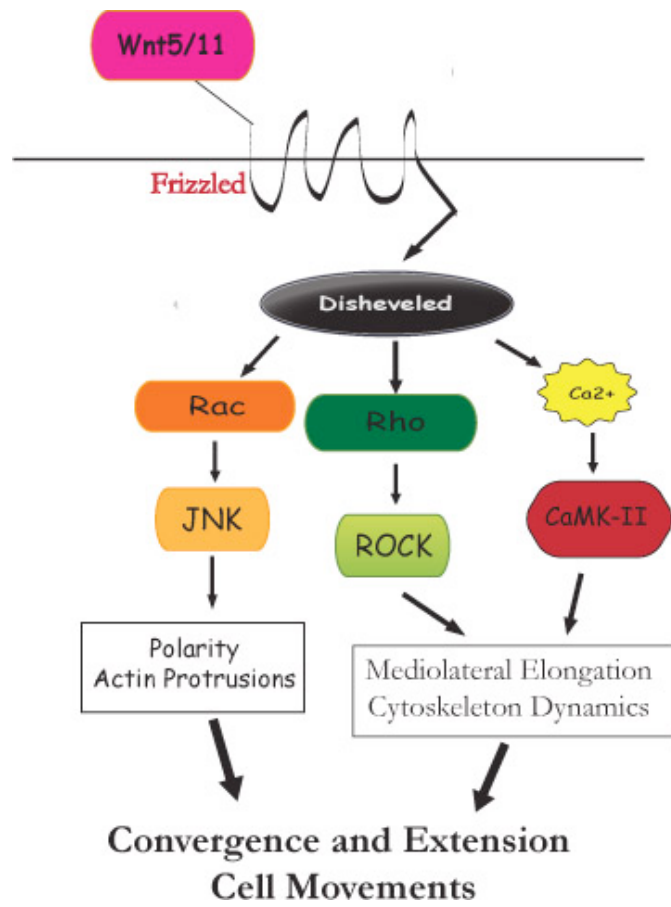 Wnt5/11
Frizzled
Disheveled
Rac
Rho
Ca2+
JNK
ROCK
CaMK-II
Polarity
Actin Protrusions
Mediolateral Elongation
Cytoskeleton Dynamics
Convergence and Extension
Cell Movements